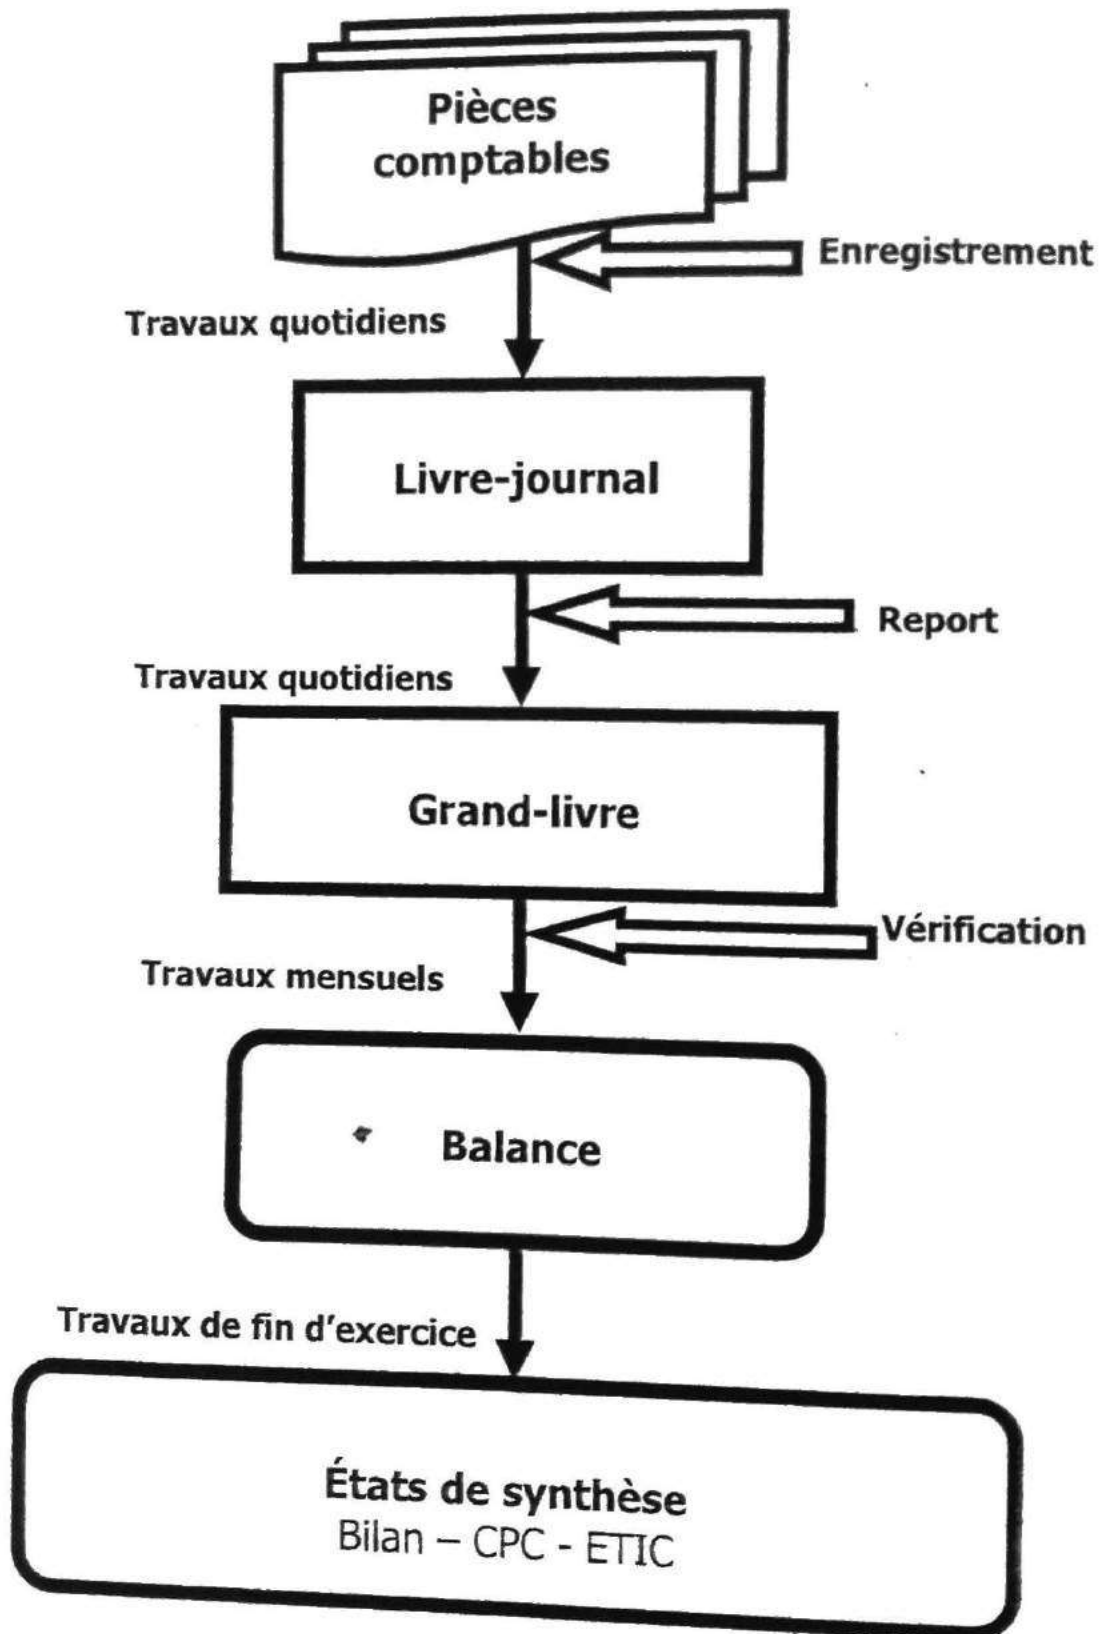 Pièces
comptables
Enregistrement
Travaux quotidiens
Livre-journal
Report
Travaux quotidiens
Grand-livre
Vérification
Travaux mensuels
Balance
Travaux de fin d'exercice
États de synthèse
Bilan – CPC - ETIC